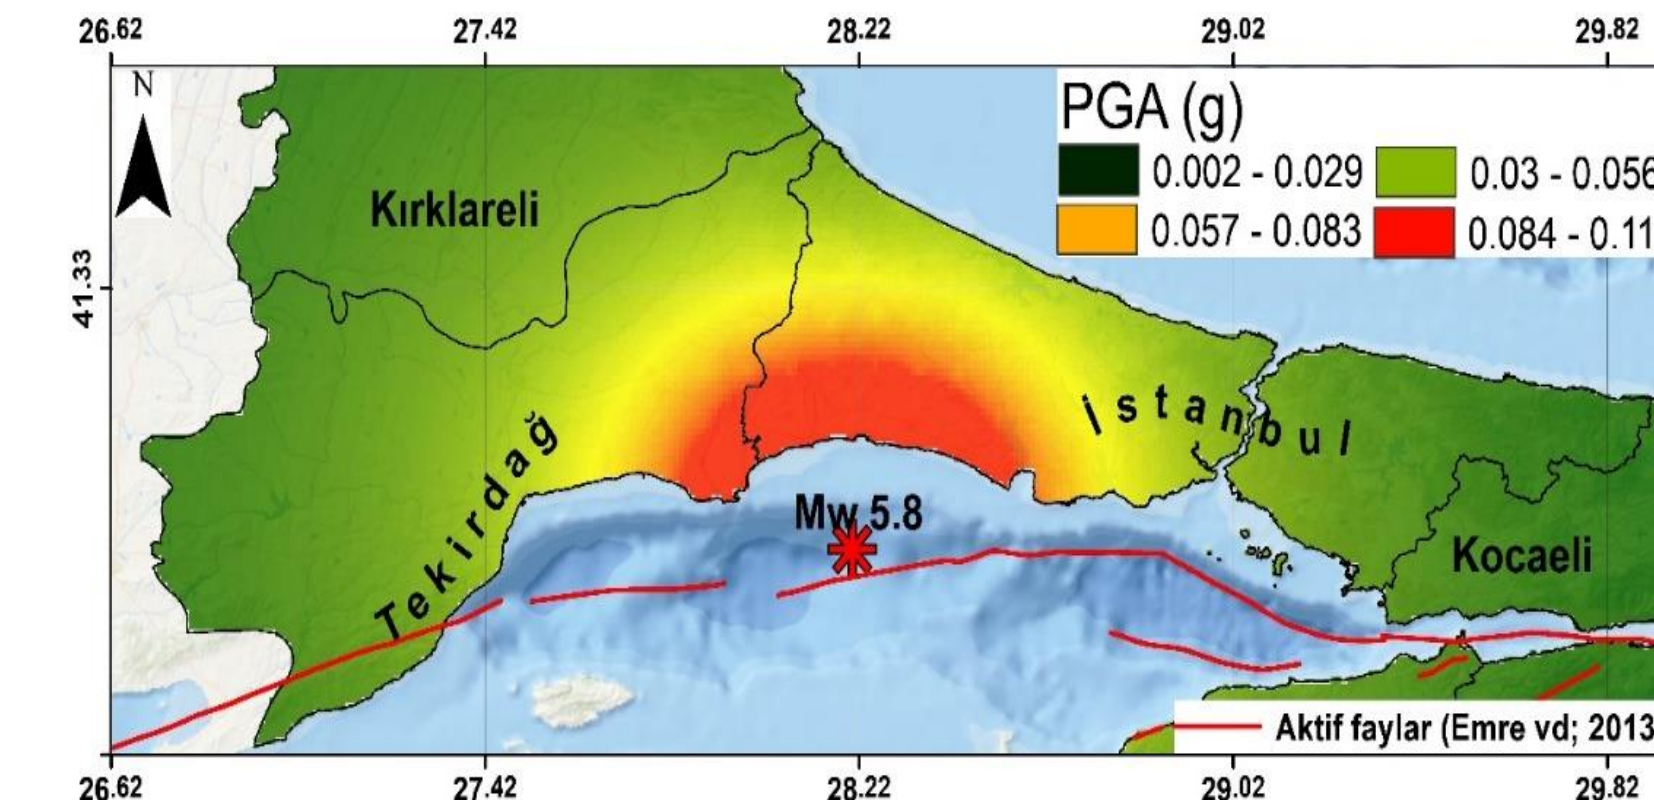 26.62 27.42 28.22 29.02 29.82
N
PGA (g)
0.002 - 0.029 0.03 - 0.056
0.057 - 0.083 0.084 - 0.11
Kırklareli
41.33
İstanbul
Tekirdağ
Mw 5.8
Kocaeli
Aktif faylar (Emre vd; 2013
26.62 27.42 28.22 29.02 29.82